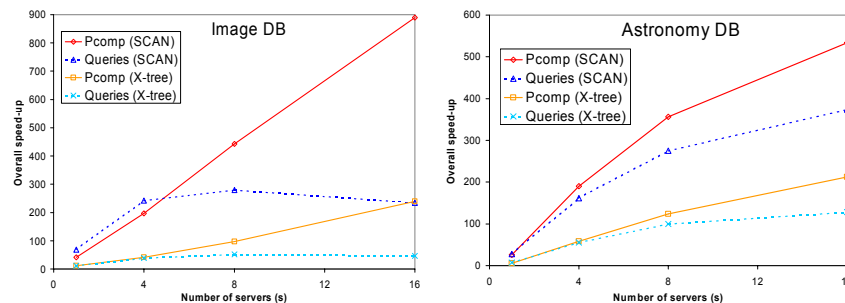 Image DB
Pcomp (SCAN)
Queries (SCAN)
Pcomp (X-tree)
Queries (X-tree)
Overall speed-up
900
800
700
600
500
400
300
200
100
0
0
4
8
12
16
Number of servers (s)
Astronomy DB
Pcomp (SCAN)
Queries (SCAN)
Pcomp (X-tree)
Queries (X-tree)
Overall speed-up
600
500
400
300
200
100
0
0
4
8
12
16
Number of servers (s)